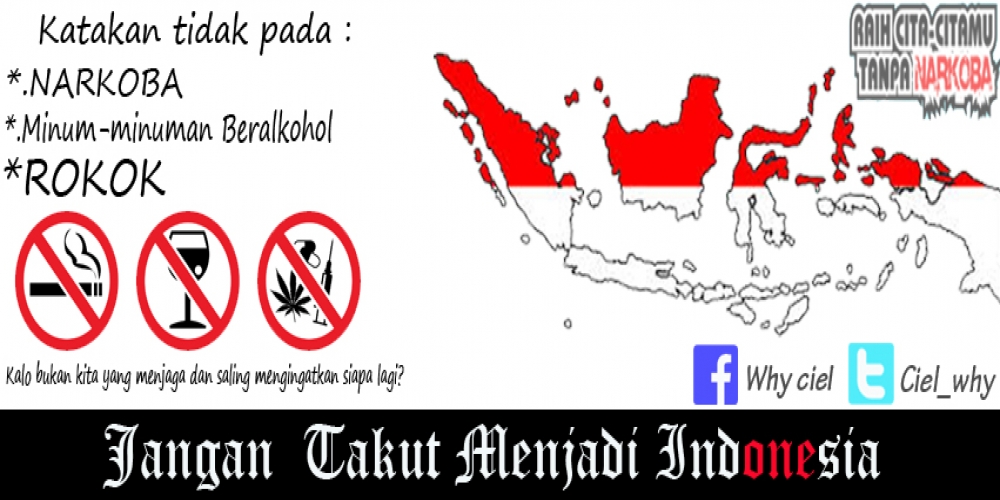 Katakan tidak pada :
*.NARKOBA
*.Minum-minuman Beralkohol
*ROKOK
Kalo bukan kita yang menjaga dan saling mengingatkan siapa lagi?
RAIH CITA-CITAMU
TANPA NARKOBA
f Why ciel
t Ciel_why
Jangan Takut Menjadi Indonesia